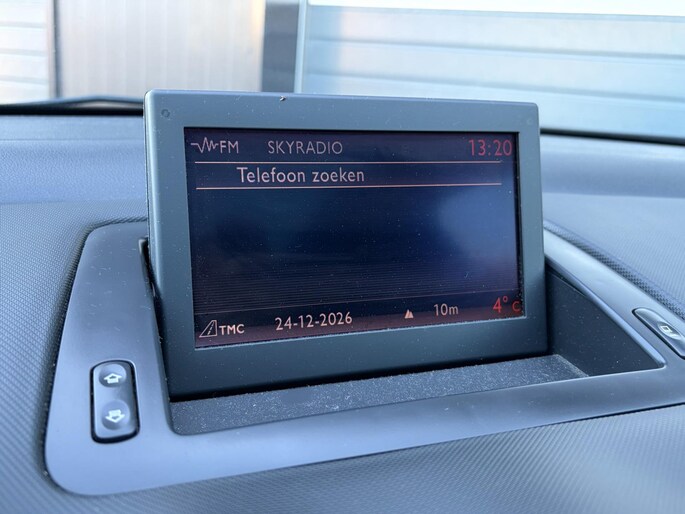 FM SKYRADIO 13:20
Telefoon zoeken
TMC 24-12-2026 10m 4°C